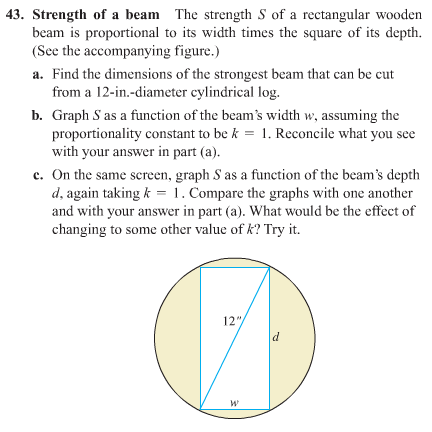 43. Strength of a beam The strength S of a rectangular wooden
beam is proportional to its width times the square of its depth.
(See the accompanying figure.)
a. Find the dimensions of the strongest beam that can be cut
from a 12-in.-diameter cylindrical log.
b. Graph S as a function of the beam's width w, assuming the
proportionality constant to be k = 1. Reconcile what you see
with your answer in part (a).
c. On the same screen, graph S as a function of the beam's depth
d, again taking k = 1. Compare the graphs with one another
and with your answer in part (a). What would be the effect of
changing to some other value of k? Try it.
12"
d
w